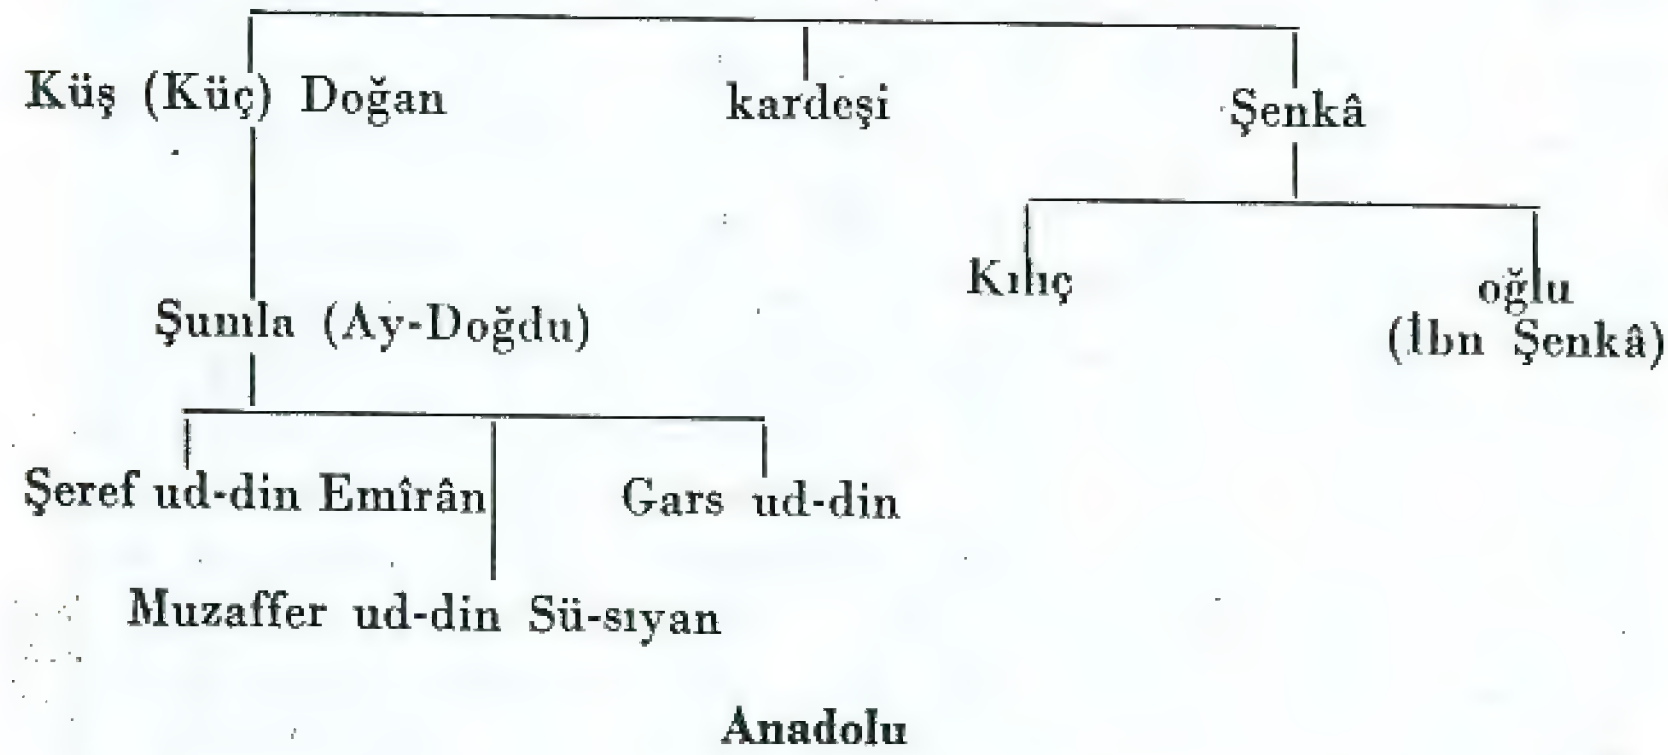 Küş (Küç) Doğan kardeşi Şenkâ
Kılıç oğlu
(İbn Şenkâ)
Şumla (Ay-Doğdu)
Şeref ud-din Emîrân Gars ud-din
Muzaffer ud-din Sü-sıyan
Anadolu